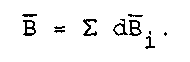 B̅ = Σ dB̅ᵢ.